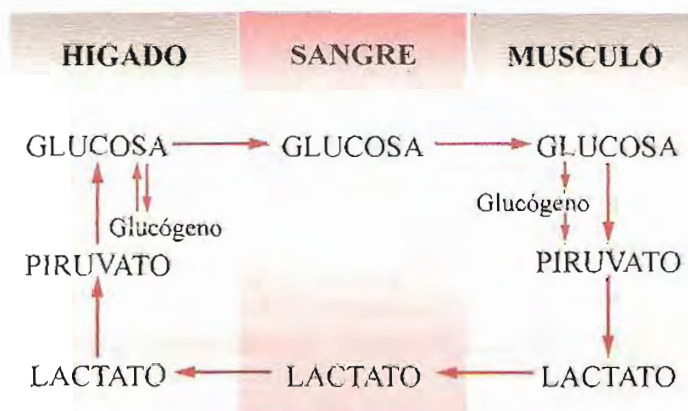 HIGADO SANGRE MUSCULO
GLUCOSA GLUCOSA GLUCOSA
Glucógeno
Glucógeno
PIRUVATO PIRUVATO
LACTATO LACTATO LACTATO